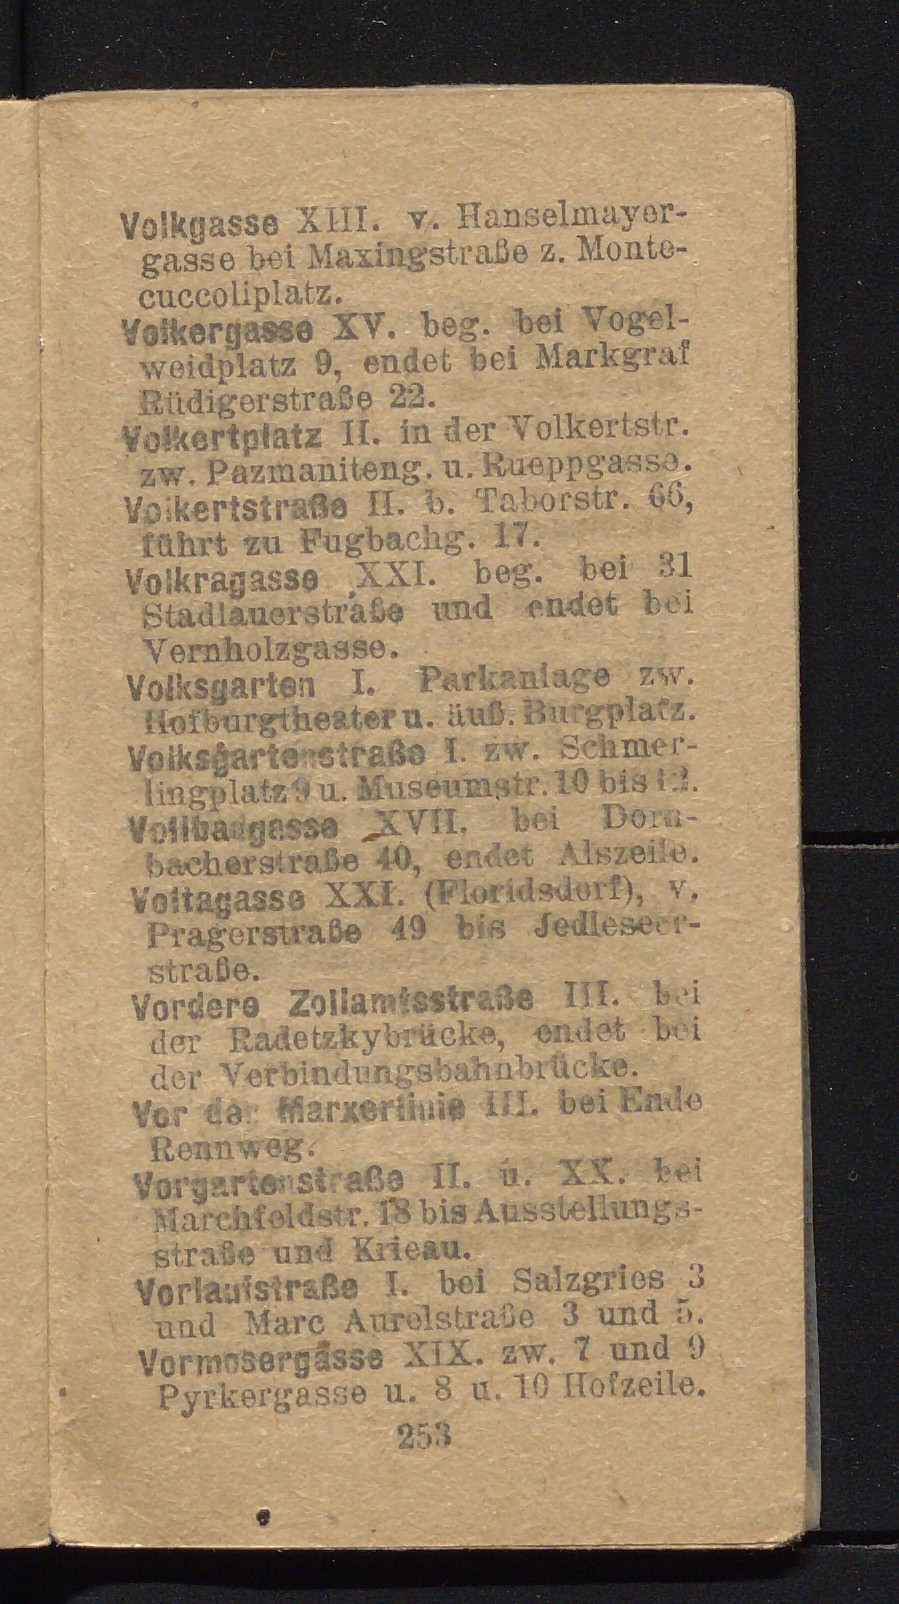 Volkgasse XIII. v. Hanselmayer-
gasse bei Maxingstraße z. Monte-
cuccoliplatz.
Volkergasse XV. beg. bei Vogel-
weidplatz 9, endet bei Markgraf
Rüdigerstraße 22.
Volkertplatz II. in der Volkertstr.
zw. Pazmaniteng. u. Rueppgasse.
Volkertstraße II. b. Taborstr. 66,
führt zu Fugbachg. 17.
Volkragasse XXI. beg. bei 31
Stadlauerstraße und endet bei
Vernholzgasse.
Volksgarten I. Parkanlage zw.
Hofburgtheater u. äuß. Burgplatz.
Volksgartenstraße I. zw. Schmer-
lingplatz 9 u. Museumstr. 10 bis 12.
Vollbadgasse XVII. bei Dorn-
bacherstraße 40, endet Alszeile.
Voltagasse XXI. (Floridsdorf), v.
Pragerstraße 49 bis Jedleseer-
straße.
Vordere Zollamtsstraße III. bei
der Radetzkybrücke, endet bei
der Verbindungsbahnbrücke.
Vor der Marxerlinie III. bei Ende
Rennweg.
Vorgartenstraße II. u. XX. bei
Marchfeldstr. 18 bis Ausstellungs-
straße und Krieau.
Vorlaufstraße I. bei Salzgries 3
und Marc Aurelstraße 3 und 5.
Vormosergasse XIX. zw. 7 und 9
Pyrkergasse u. 8 u. 10 Hofzeile.
253